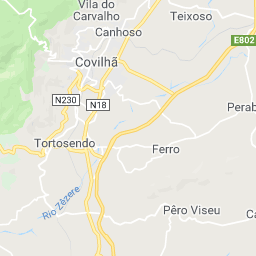 Vila do
Carvalho
Teixoso
Canhoso
E802
Covilhã
N230
N18
Perab
Tortosendo
Ferro
Rio Zêzere
Pêro Viseu
Ca